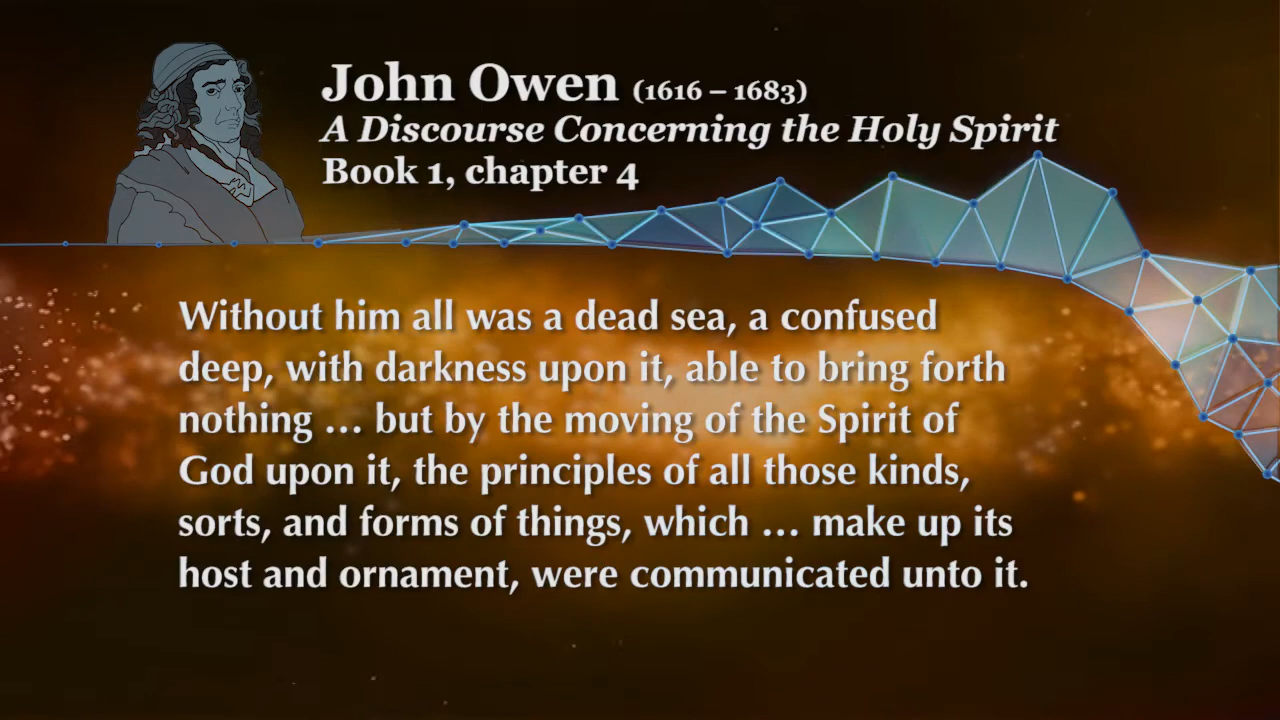 John Owen (1616 – 1683)
A Discourse Concerning the Holy Spirit
Book 1, chapter 4
Without him all was a dead sea, a confused
deep, with darkness upon it, able to bring forth
nothing … but by the moving of the Spirit of
God upon it, the principles of all those kinds,
sorts, and forms of things, which … make up its
host and ornament, were communicated unto it.